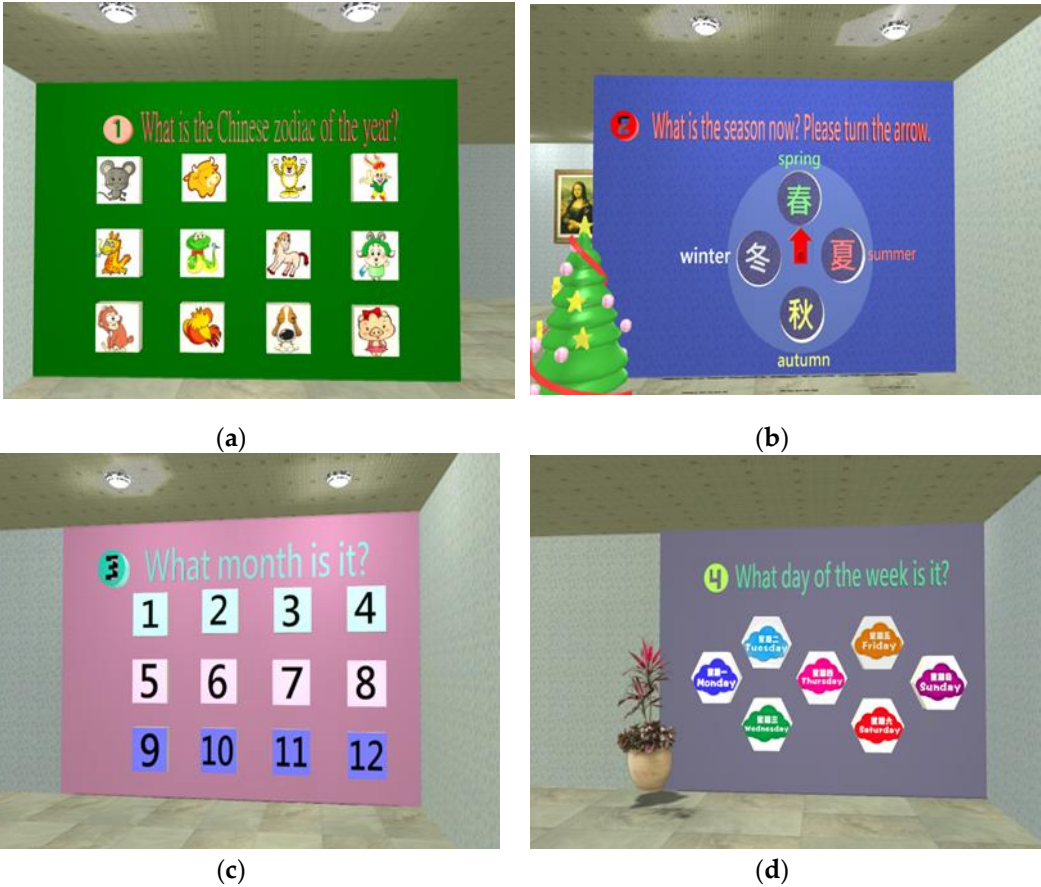 1 What is the Chinese zodiac of the year?
2 What is the season now? Please turn the arrow.
spring
春
winter 冬 夏 summer
秋
autumn
(a)
(b)
3 What month is it?
1 2 3 4
5 6 7 8
9 10 11 12
4 What day of the week is it?
星期二 Tuesday
星期五 Friday
星期一 Monday
星期四 Thursday
星期日 Sunday
星期三 Wednesday
星期六 Saturday
(c)
(d)